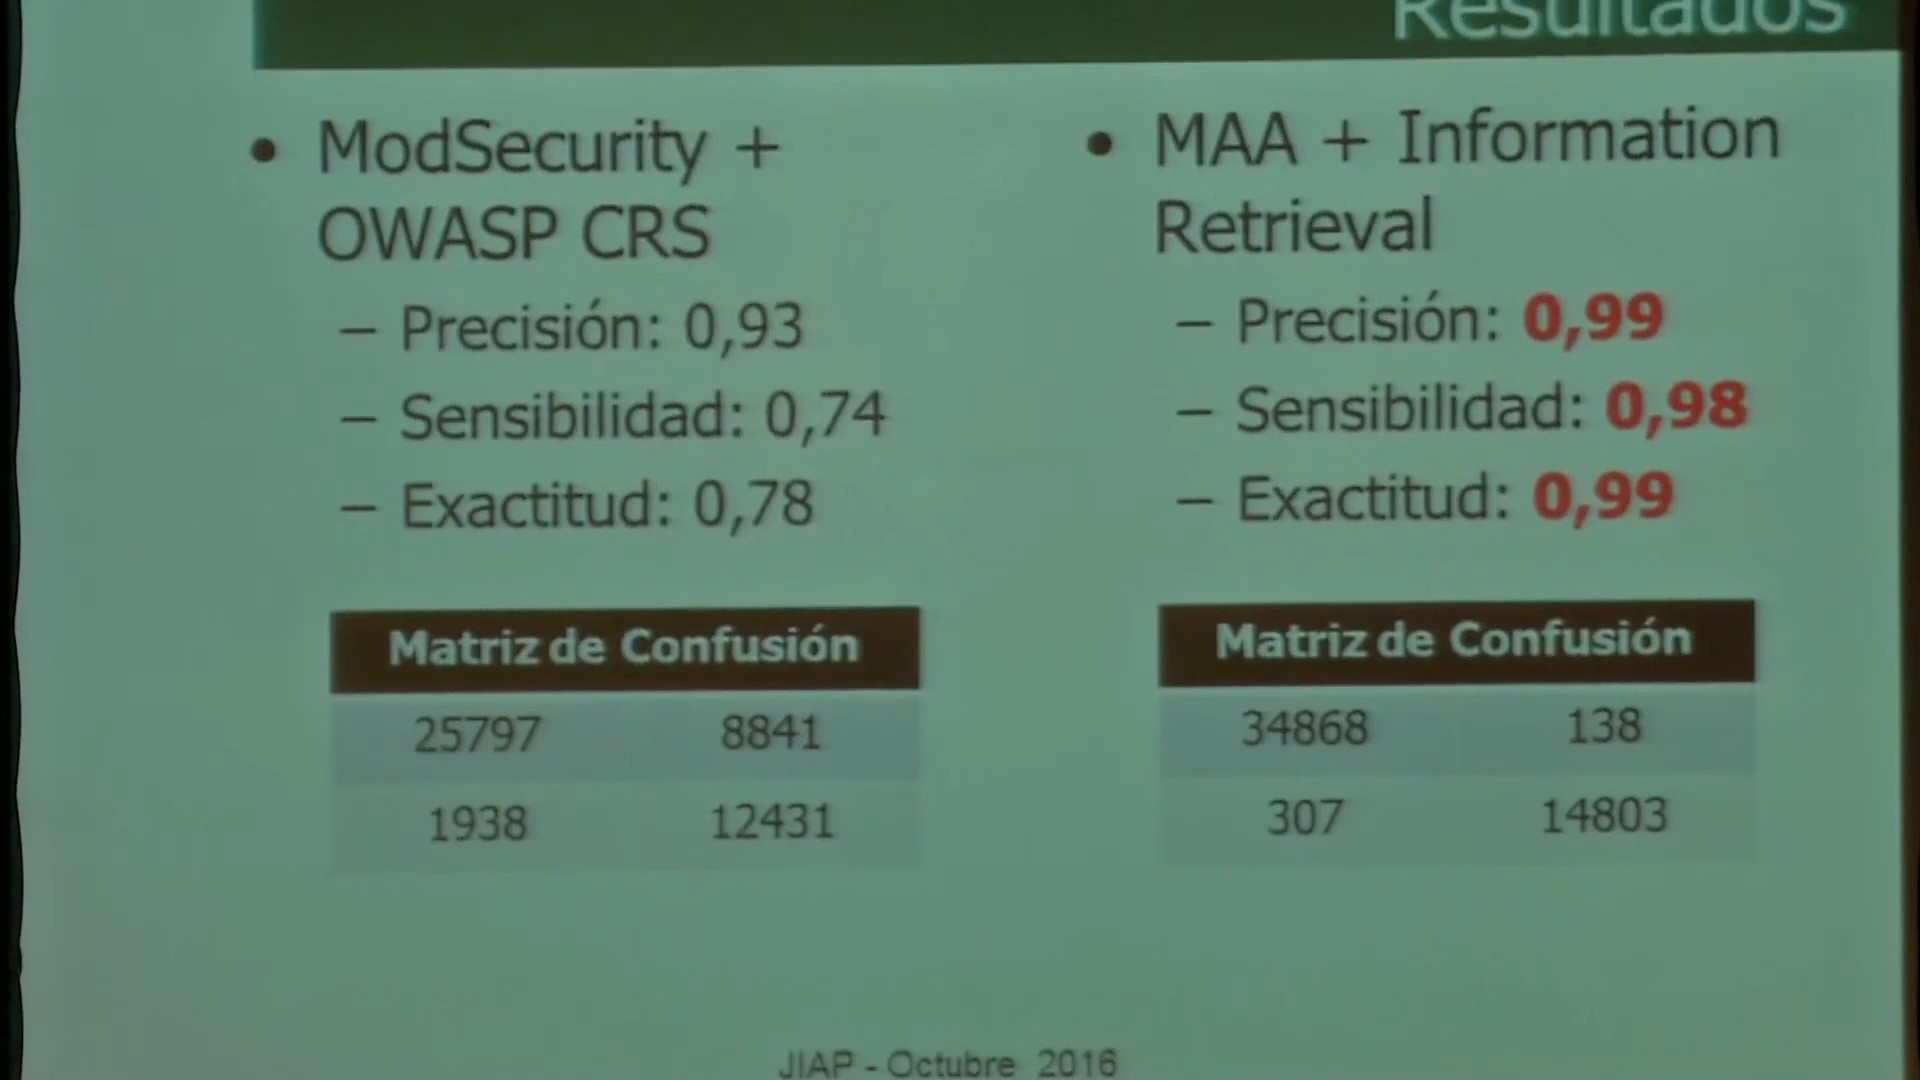 Resultados
• ModSecurity +
OWASP CRS
– Precisión: 0,93
– Sensibilidad: 0,74
– Exactitud: 0,78
Matriz de Confusión
25797 8841
1938 12431
• MAA + Information
Retrieval
– Precisión: 0,99
– Sensibilidad: 0,98
– Exactitud: 0,99
Matriz de Confusión
34868 138
307 14803
JIAP - Octubre 2016